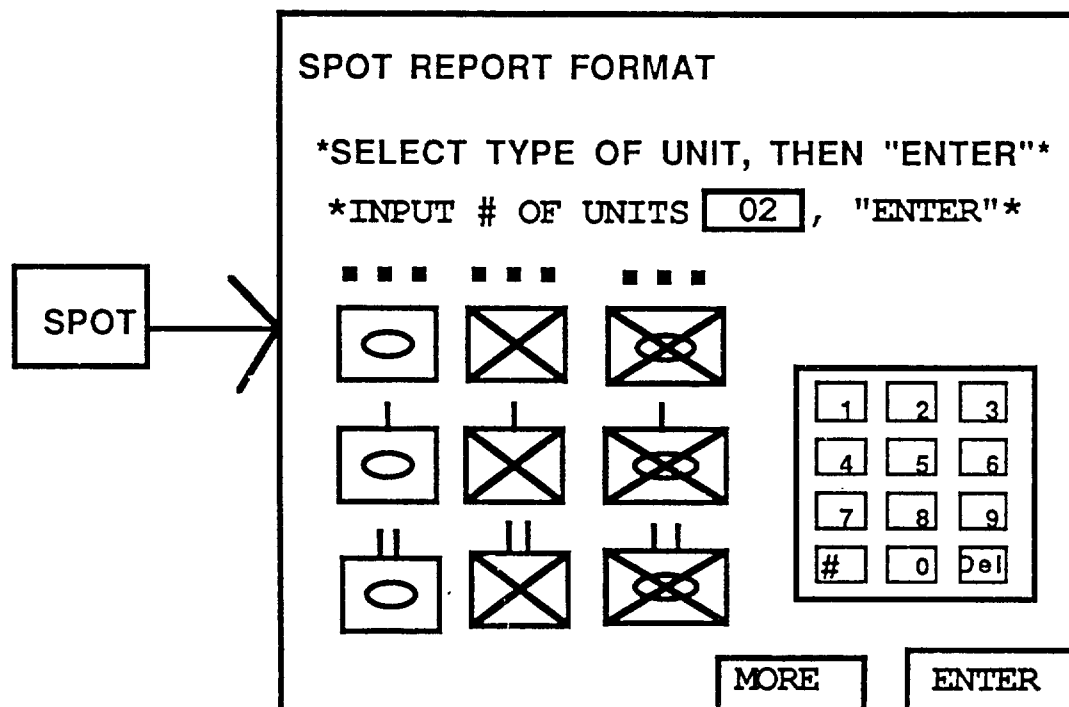 SPOT REPORT FORMAT
*SELECT TYPE OF UNIT, THEN "ENTER"*
*INPUT # OF UNITS 02, "ENTER"*
SPOT
1 2 3
4 5 6
7 8 9
# 0 Del
MORE ENTER